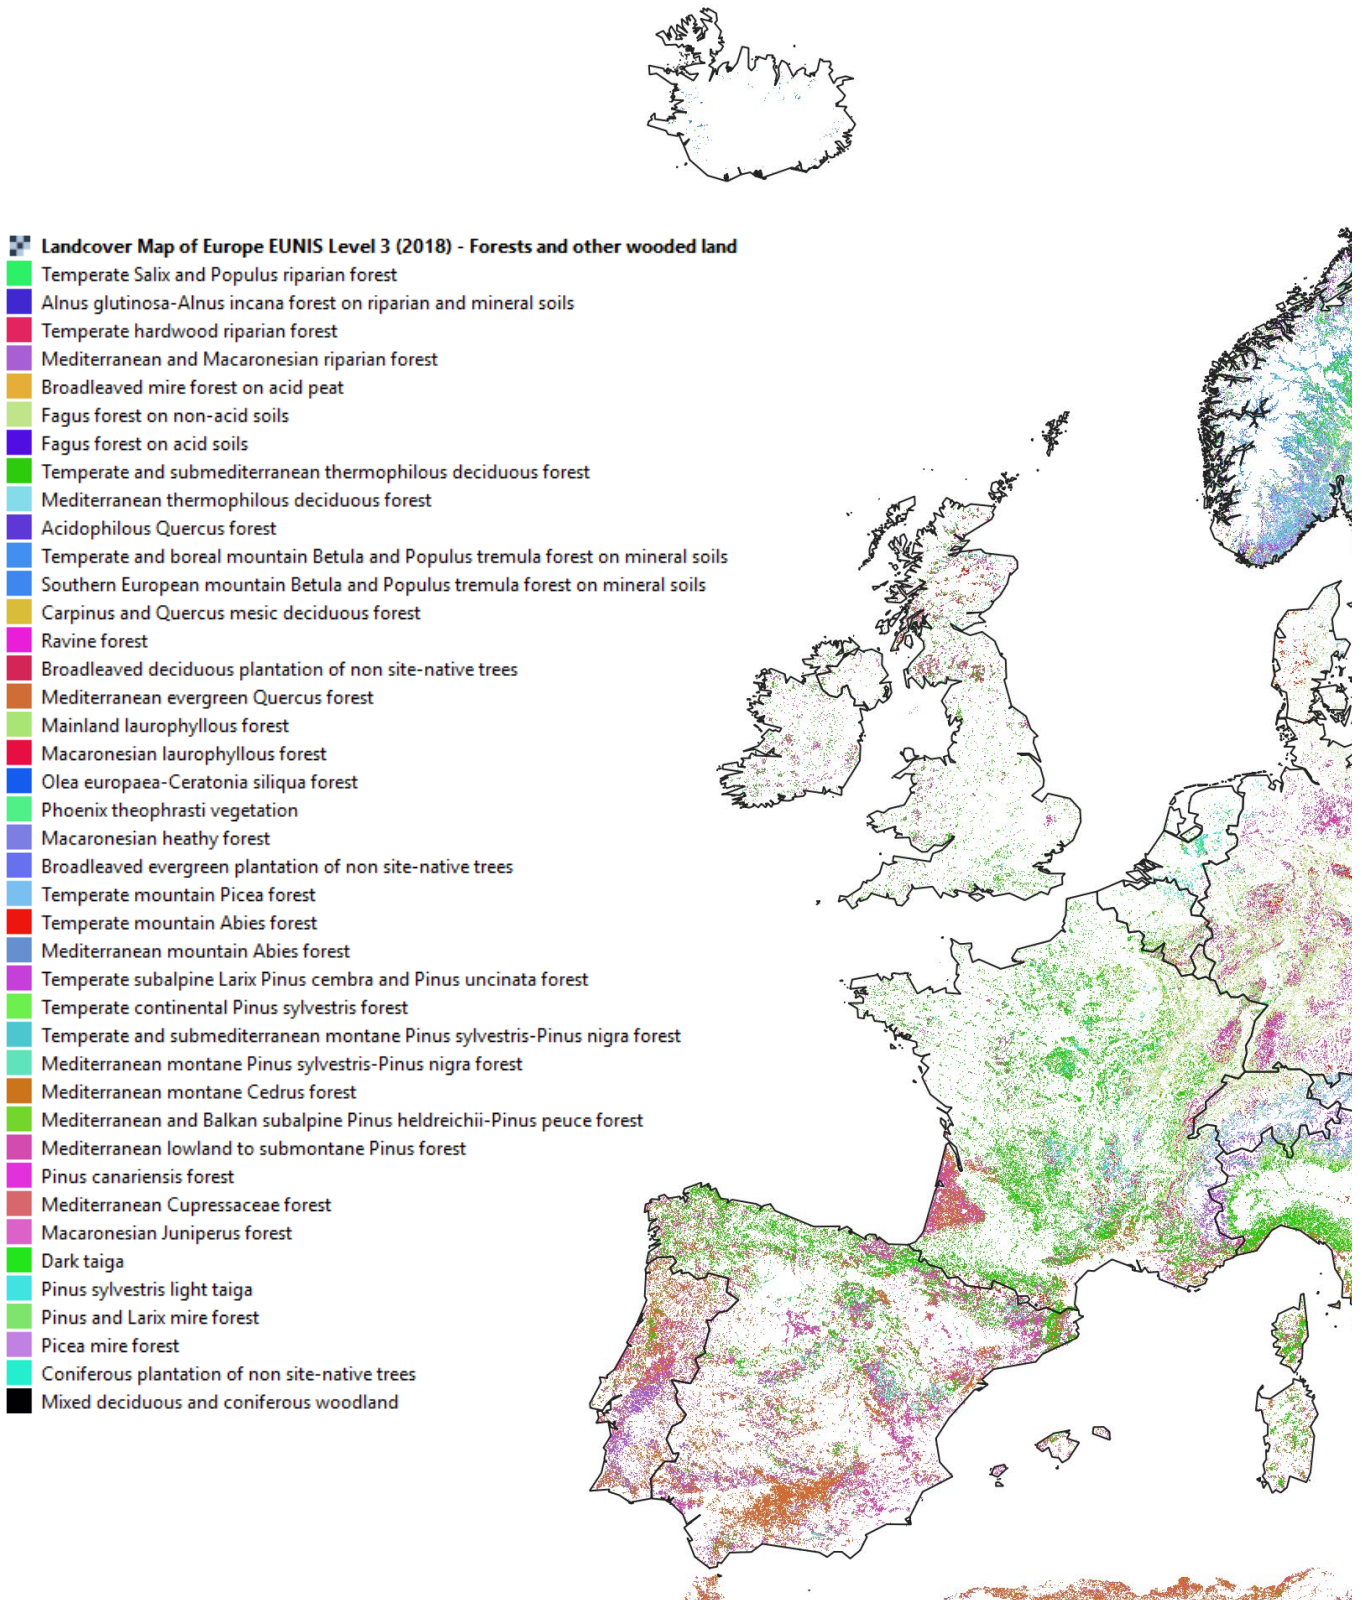 Landcover Map of Europe EUNIS Level 3 (2018) - Forests and other wooded land
Temperate Salix and Populus riparian forest
Alnus glutinosa-Alnus incana forest on riparian and mineral soils
Temperate hardwood riparian forest
Mediterranean and Macaronesian riparian forest
Broadleaved mire forest on acid peat
Fagus forest on non-acid soils
Fagus forest on acid soils
Temperate and submediterranean thermophilous deciduous forest
Mediterranean thermophilous deciduous forest
Acidophilous Quercus forest
Temperate and boreal mountain Betula and Populus tremula forest on mineral soils
Southern European mountain Betula and Populus tremula forest on mineral soils
Carpinus and Quercus mesic deciduous forest
Ravine forest
Broadleaved deciduous plantation of non site-native trees
Mediterranean evergreen Quercus forest
Mainland laurophyllous forest
Macaronesian laurophyllous forest
Olea europaea-Ceratonia siliqua forest
Phoenix theophrasti vegetation
Macaronesian heathy forest
Broadleaved evergreen plantation of non site-native trees
Temperate mountain Picea forest
Temperate mountain Abies forest
Mediterranean mountain Abies forest
Temperate subalpine Larix Pinus cembra and Pinus uncinata forest
Temperate continental Pinus sylvestris forest
Temperate and submediterranean montane Pinus sylvestris-Pinus nigra forest
Mediterranean montane Pinus sylvestris-Pinus nigra forest
Mediterranean montane Cedrus forest
Mediterranean and Balkan subalpine Pinus heldreichii-Pinus peuce forest
Mediterranean lowland to submontane Pinus forest
Pinus canariensis forest
Mediterranean Cupressaceae forest
Macaronesian Juniperus forest
Dark taiga
Pinus sylvestris light taiga
Pinus and Larix mire forest
Picea mire forest
Coniferous plantation of non site-native trees
Mixed deciduous and coniferous woodland